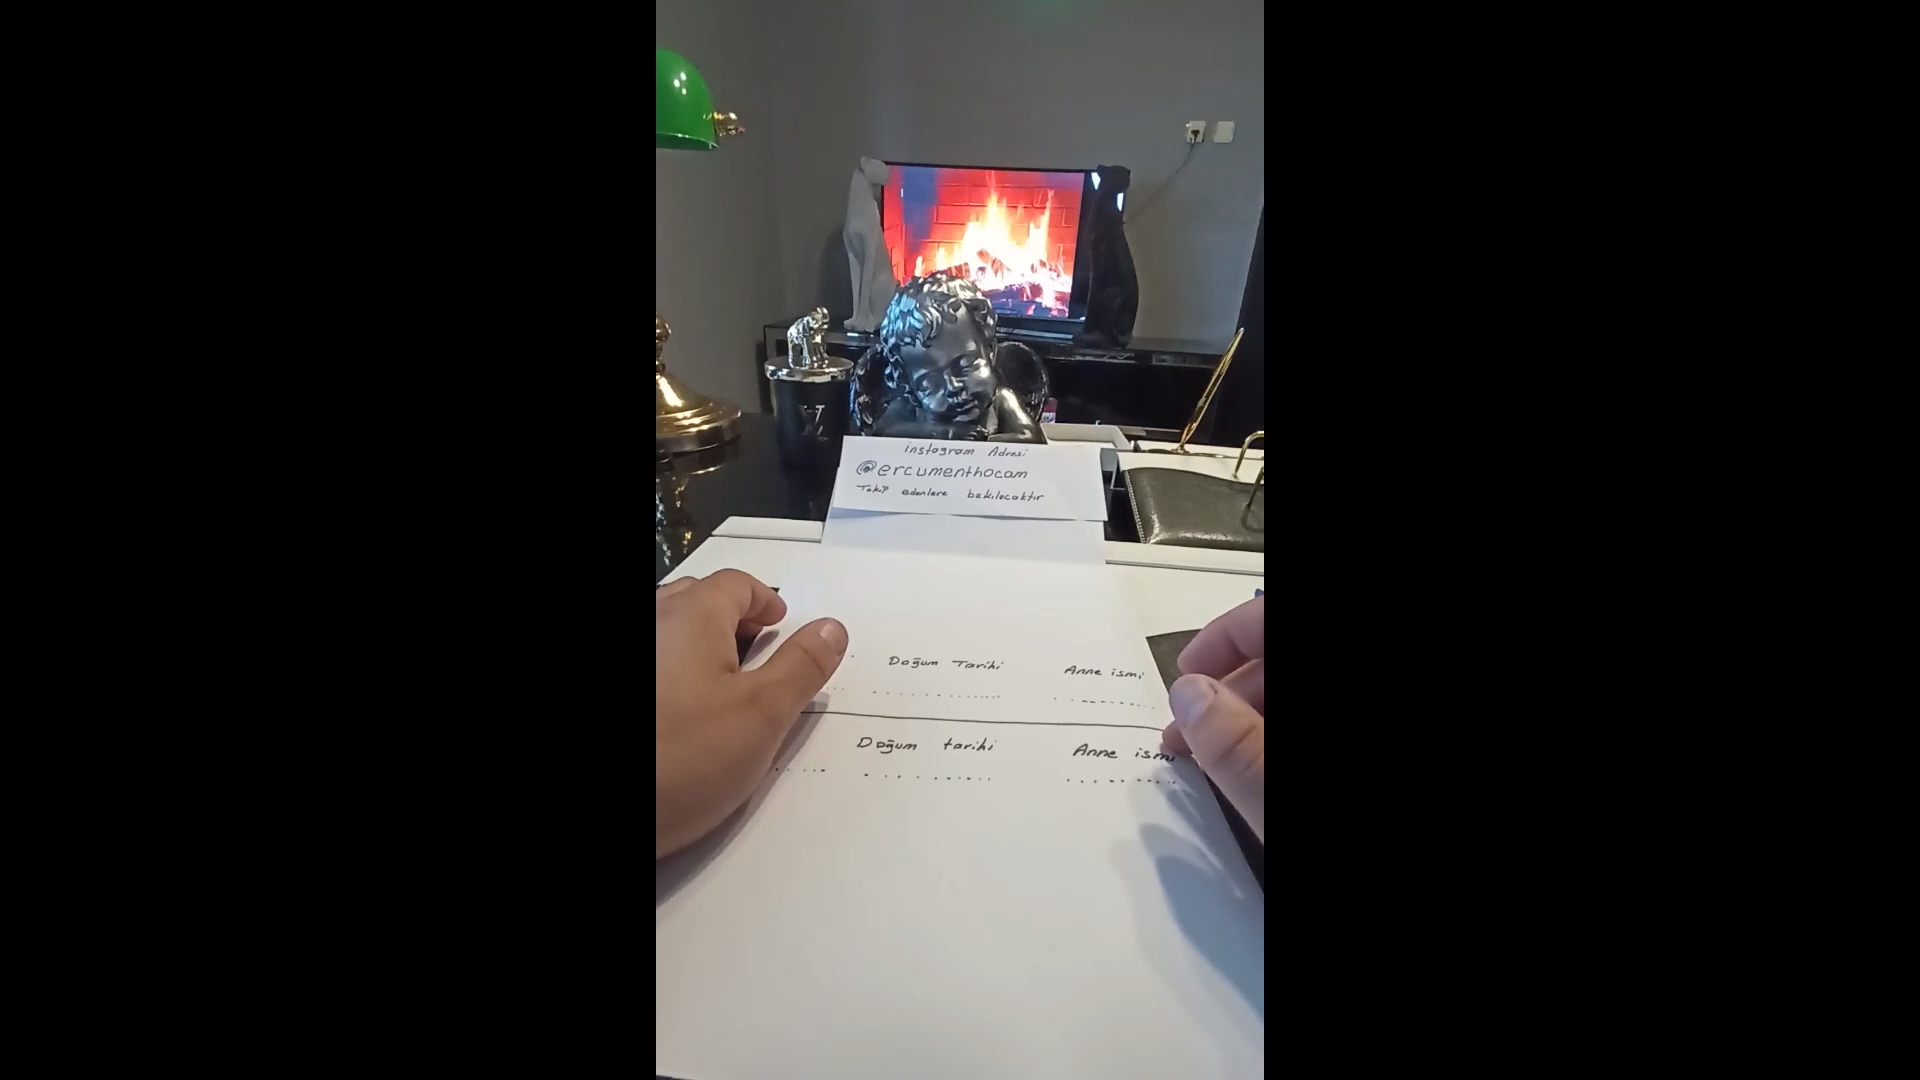 instagram Adresi
@ercumenthocam
Takip edenlere bakılacaktır
Doğum Tarihi Anne ismi
Doğum tarihi Anne ismi